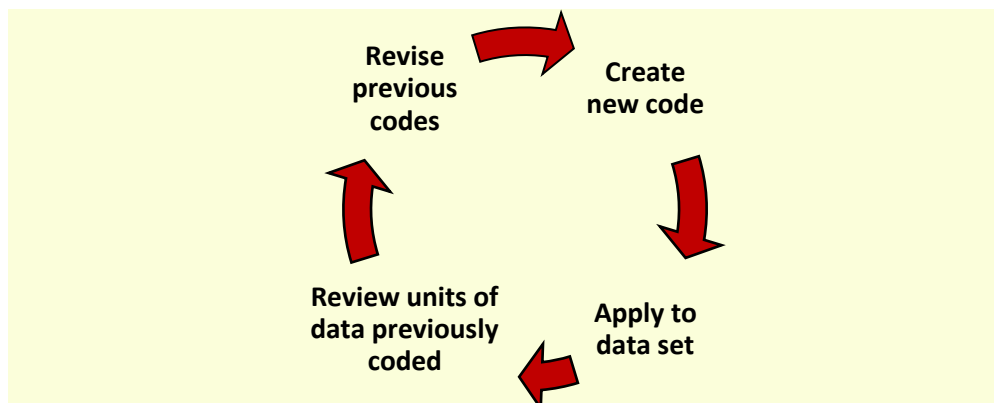 Revise
previous
codes
Create
new code
Review units of
data previously
coded
Apply to
data set